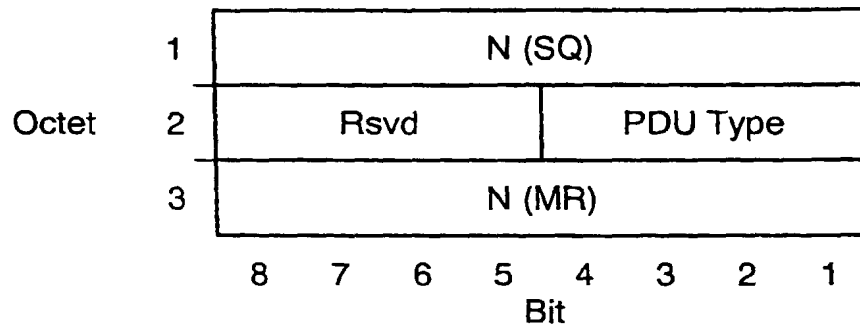 1 N (SQ)
Octet 2 Rsvd PDU Type
3 N (MR)
8 7 6 5 4 3 2 1
Bit